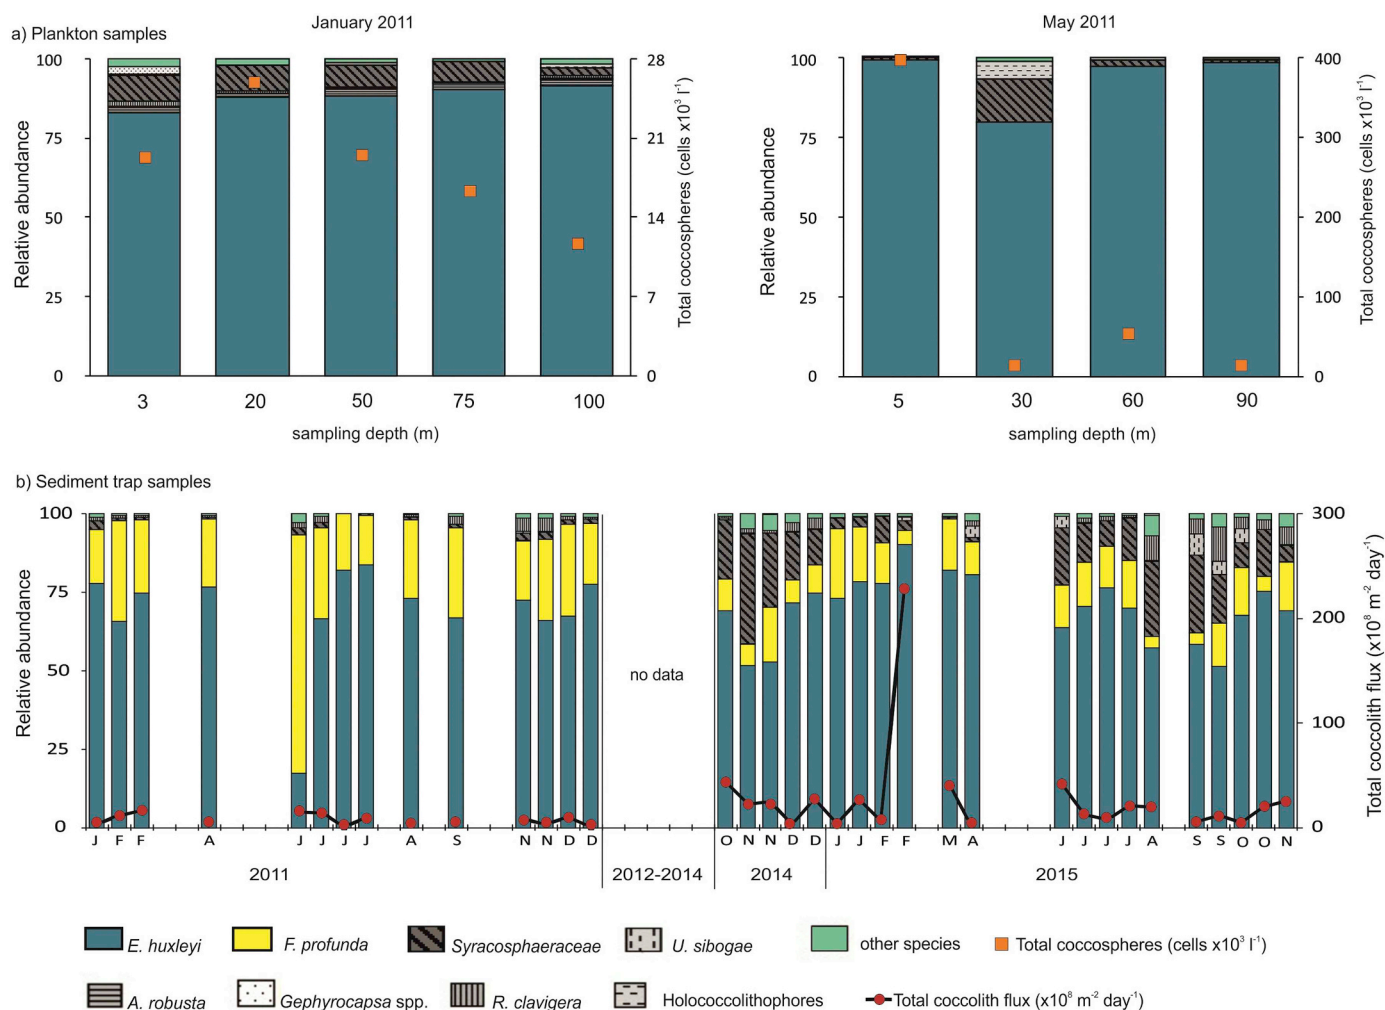 January 2011
May 2011
a) Plankton samples
100
75
50
25
0
Relative abundance
28
21
14
7
0
Total coccospheres (cells x10³ l⁻¹)
3 20 50 75 100
sampling depth (m)
100
75
50
25
0
Relative abundance
400
300
200
100
0
Total coccospheres (cells x10³ l⁻¹)
5 30 60 90
sampling depth (m)
b) Sediment trap samples
100
75
50
25
0
Relative abundance
no data
300
200
100
0
Total coccolith flux (x10⁸ m⁻² day⁻¹)
J F F A J J J J A S N N D D O N N D D J J F F M A J J J J A S S O O N
2011 2012-2014 2014 2015
E. huxleyi F. profunda Syracosphaeraceae U. sibogae other species Total coccospheres (cells x10³ l⁻¹)
A. robusta Gephyrocapsa spp. R. clavigera Holococcolithophores Total coccolith flux (x10⁸ m⁻² day⁻¹)